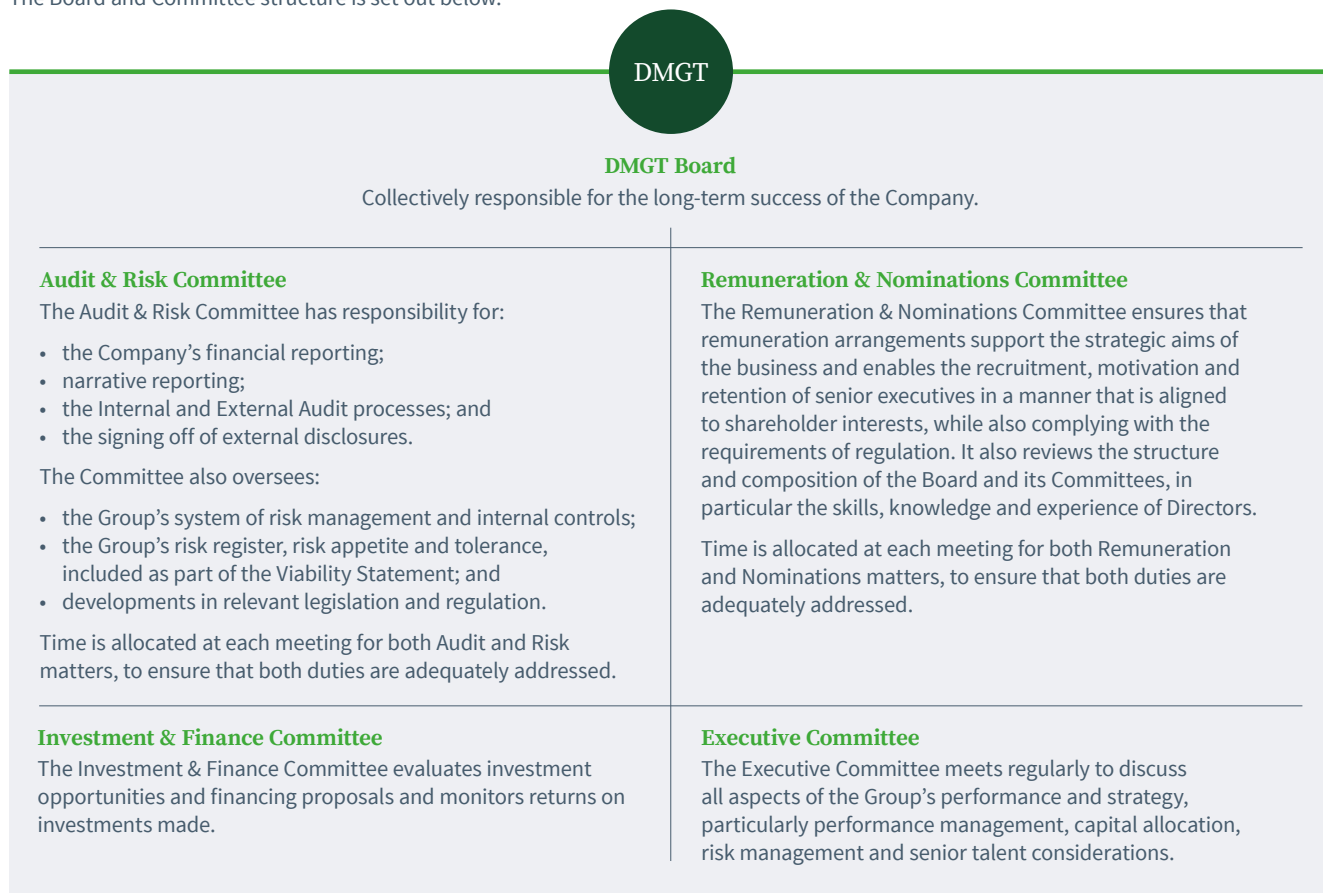 The Board and Committee structure is set out below.
DMGT
DMGT Board
Collectively responsible for the long-term success of the Company.
Audit & Risk Committee
The Audit & Risk Committee has responsibility for:
• the Company’s financial reporting;
• narrative reporting;
• the Internal and External Audit processes; and
• the signing off of external disclosures.
The Committee also oversees:
• the Group’s system of risk management and internal controls;
• the Group’s risk register, risk appetite and tolerance,
included as part of the Viability Statement; and
• developments in relevant legislation and regulation.
Time is allocated at each meeting for both Audit and Risk
matters, to ensure that both duties are adequately addressed.
Remuneration & Nominations Committee
The Remuneration & Nominations Committee ensures that
remuneration arrangements support the strategic aims of
the business and enables the recruitment, motivation and
retention of senior executives in a manner that is aligned
to shareholder interests, while also complying with the
requirements of regulation. It also reviews the structure
and composition of the Board and its Committees, in
particular the skills, knowledge and experience of Directors.
Time is allocated at each meeting for both Remuneration
and Nominations matters, to ensure that both duties are
adequately addressed.
Investment & Finance Committee
The Investment & Finance Committee evaluates investment
opportunities and financing proposals and monitors returns on
investments made.
Executive Committee
The Executive Committee meets regularly to discuss
all aspects of the Group’s performance and strategy,
particularly performance management, capital allocation,
risk management and senior talent considerations.